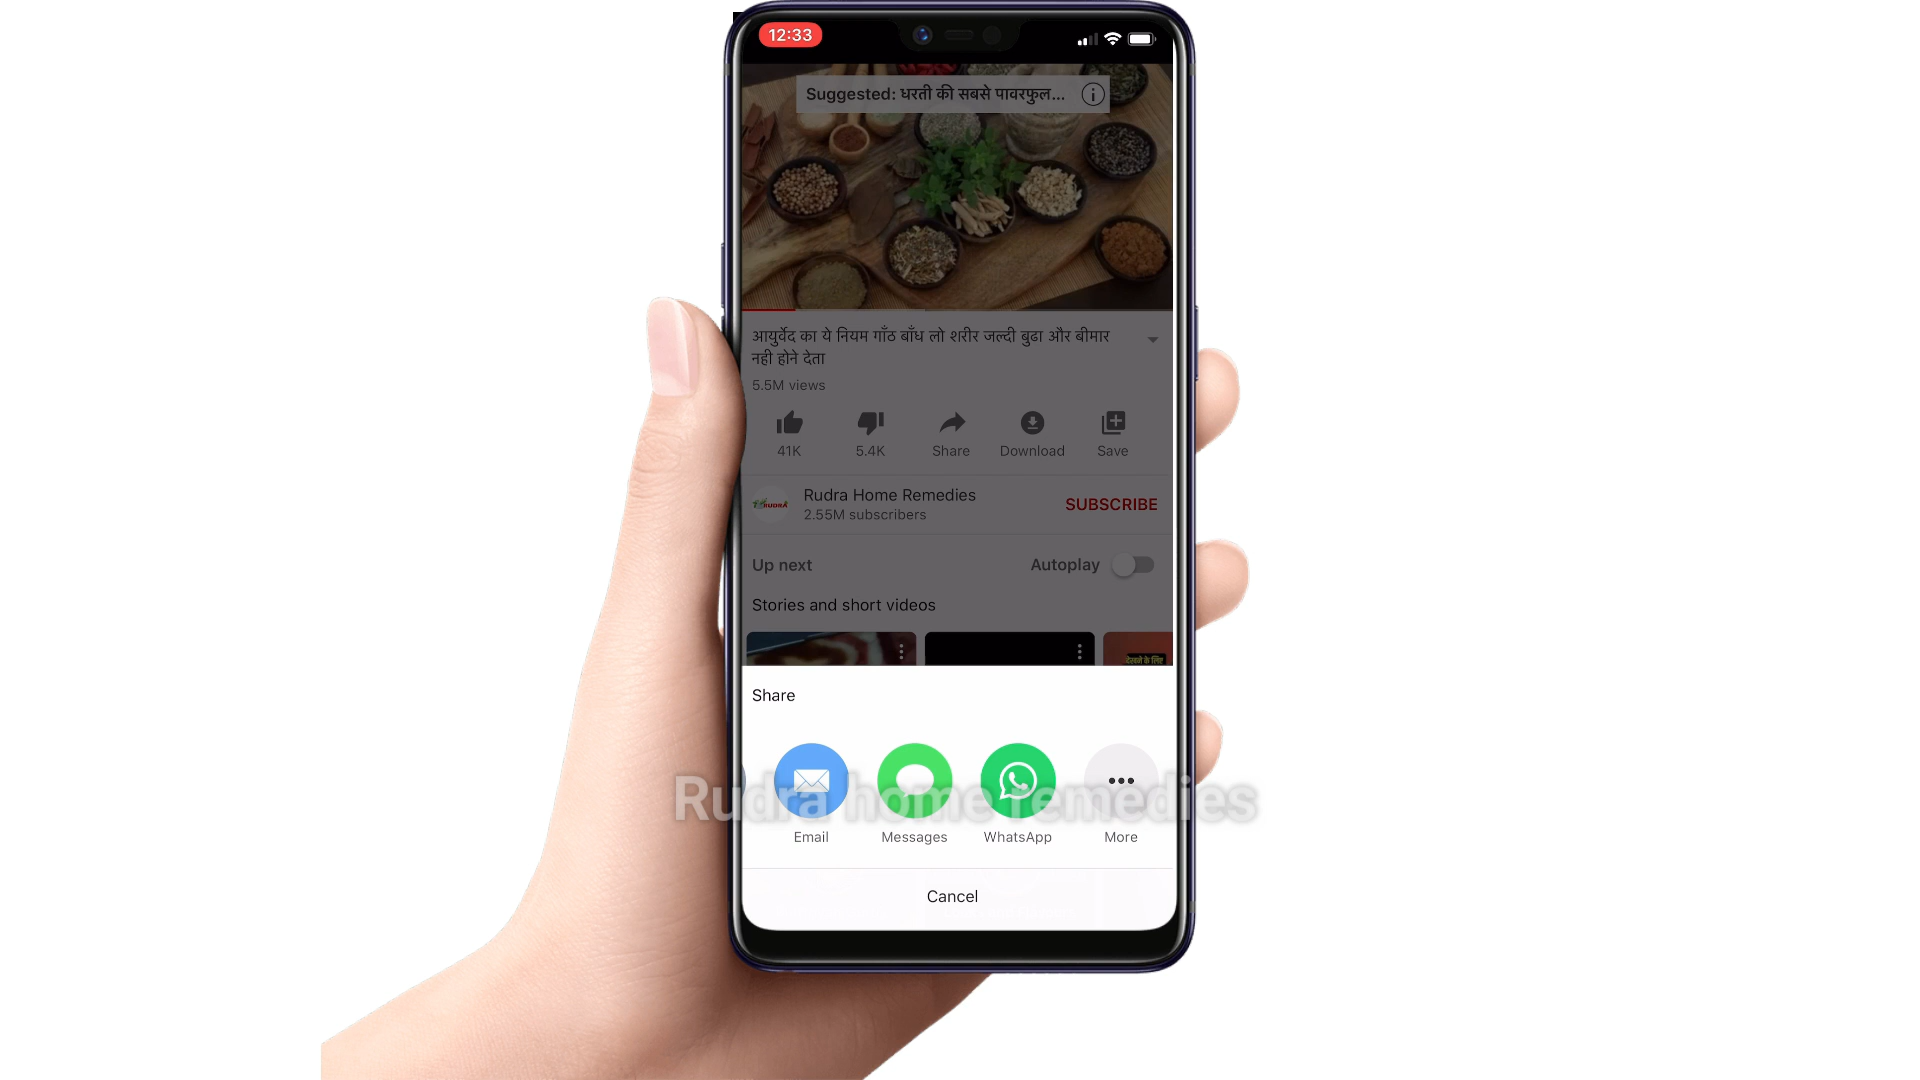 12:33
Suggested: धरती की सबसे पावरफुल...
आयुर्वेद का ये नियम गाँठ बाँध लो शरीर जल्दी बुढा और बीमार
नही होने देता
5.5M views
41K
5.4K
Share
Download
Save
RUDRA
Rudra Home Remedies
2.55M subscribers
SUBSCRIBE
Up next
Autoplay
Stories and short videos
देखने के लिए
Share
Rudra home remedies
Email
Messages
WhatsApp
More
Cancel